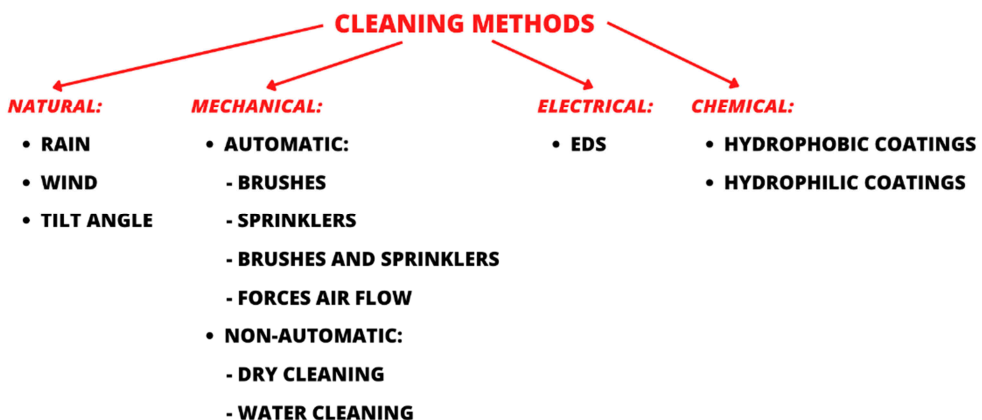 CLEANING METHODS
NATURAL:
• RAIN
• WIND
• TILT ANGLE
MECHANICAL:
• AUTOMATIC:
- BRUSHES
- SPRINKLERS
- BRUSHES AND SPRINKLERS
- FORCES AIR FLOW
• NON-AUTOMATIC:
- DRY CLEANING
- WATER CLEANING
ELECTRICAL:
• EDS
CHEMICAL:
• HYDROPHOBIC COATINGS
• HYDROPHILIC COATINGS